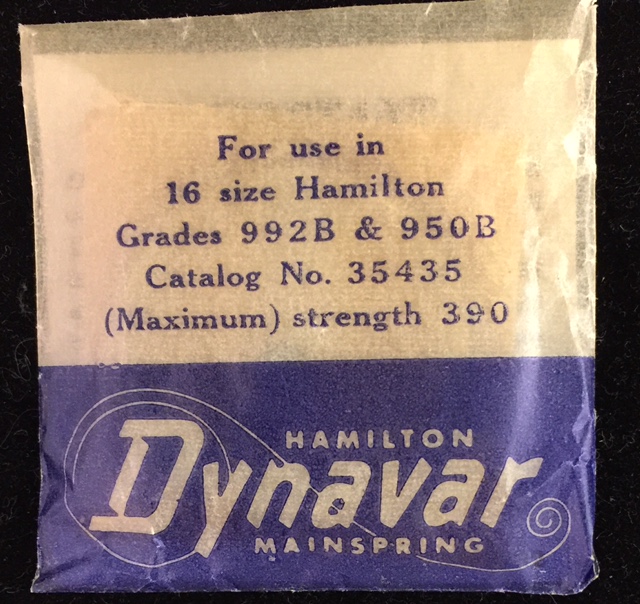 For use in
16 size Hamilton
Grades 992B & 950B
Catalog No. 35435
(Maximum) strength 390
HAMILTON
Dynavar
MAINSPRING